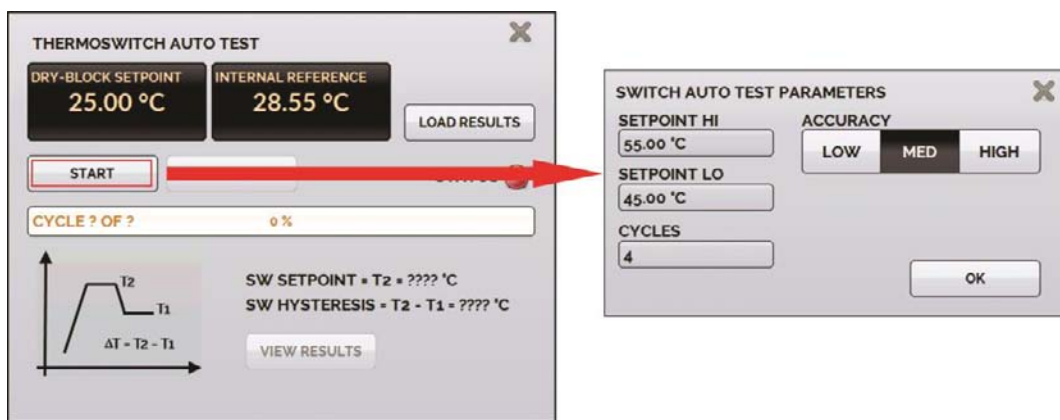 THERMOSWITCH AUTO TEST
DRY-BLOCK SETPOINT
25.00 °C
INTERNAL REFERENCE
28.55 °C
LOAD RESULTS
START
CYCLE ? OF ?
0 %
T2
T1
ΔT = T2 - T1
SW SETPOINT = T2 = ???? °C
SW HYSTERESIS = T2 - T1 = ???? °C
VIEW RESULTS
SWITCH AUTO TEST PARAMETERS
SETPOINT HI
55.00 °C
SETPOINT LO
45.00 °C
CYCLES
4
ACCURACY
LOW MED HIGH
OK